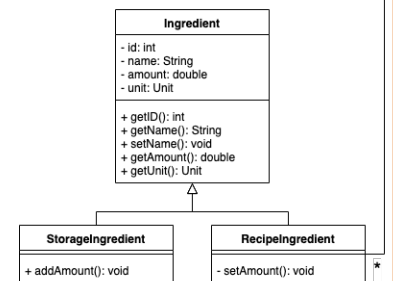 Ingredient
- id: int
- name: String
- amount: double
- unit: Unit
+ getID(): int
+ getName(): String
+ setName(): void
+ getAmount(): double
+ getUnit(): Unit
StorageIngredient
+ addAmount(): void
RecipeIngredient
- setAmount(): void
*